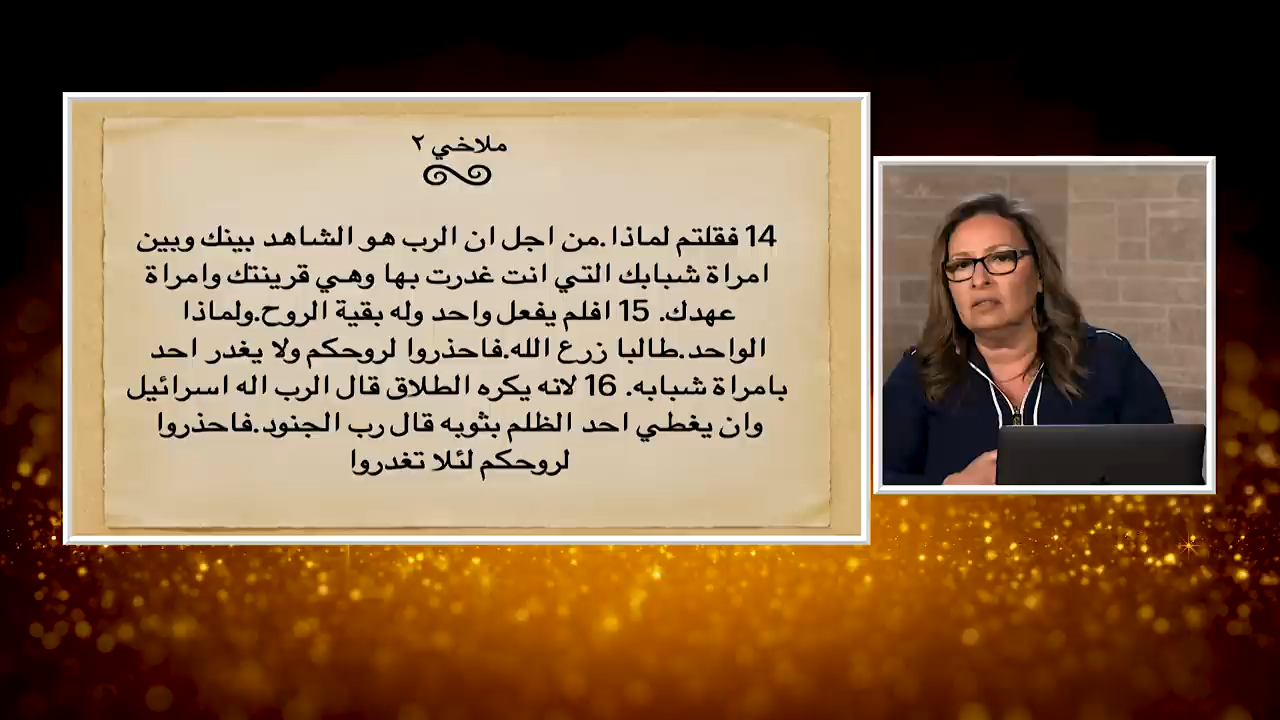 ملاخي ٢
14 فقلتم لماذا.من اجل ان الرب هو الشاهد بينك وبين
امراة شبابك التي انت غدرت بها وهي قرينتك وامراة
عهدك. 15 افلم يفعل واحد وله بقية الروح.ولماذا
الواحد.طالبا زرع الله.فاحذروا لروحكم ولا يغدر احد
بامراة شبابه. 16 لانه يكره الطلاق قال الرب اله اسرائيل
وان يغطي احد الظلم بثوبه قال رب الجنود.فاحذروا
لروحكم لئلا تغدروا